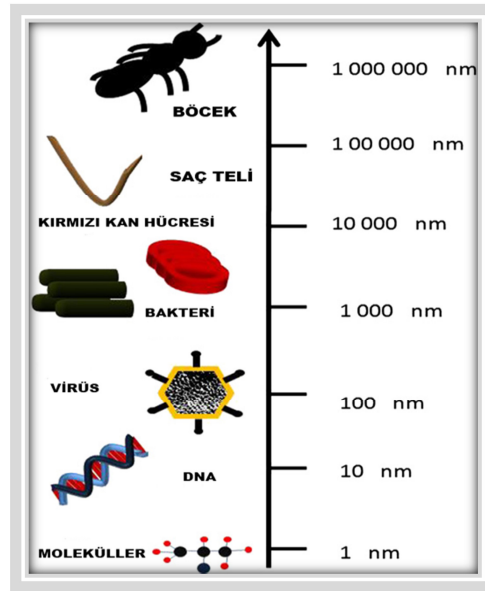 1 000 000 nm
BÖCEK
1 00 000 nm
SAÇ TELİ
KIRMIZI KAN HÜCRESİ
10 000 nm
BAKTERİ
1 000 nm
VİRÜS
100 nm
DNA
10 nm
MOLEKÜLLER
1 nm